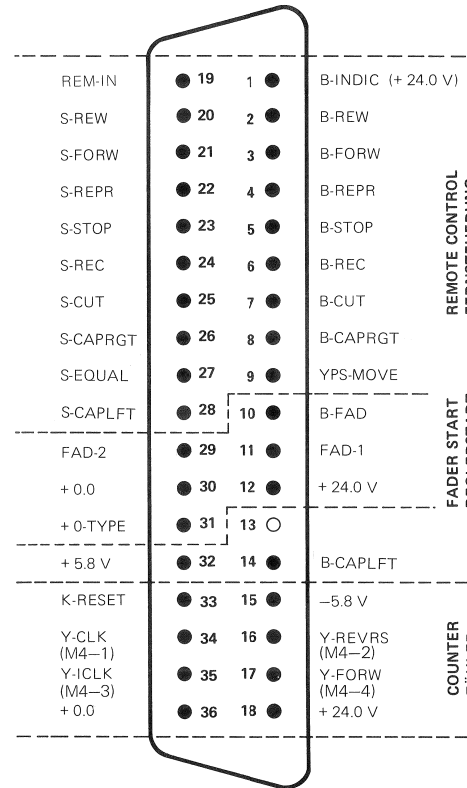 REM-IN 19 1 B-INDIC (+ 24.0 V)
S-REW 20 2 B-REW
S-FORW 21 3 B-FORW
S-REPR 22 4 B-REPR
S-STOP 23 5 B-STOP
S-REC 24 6 B-REC
S-CUT 25 7 B-CUT
S-CAPRGT 26 8 B-CAPRGT
S-EQUAL 27 9 YPS-MOVE
S-CAPLFT 28 10 B-FAD
FAD-2 29 11 FAD-1
+ 0.0 30 12 + 24.0 V
+ 0-TYPE 31 13
+ 5.8 V 32 14 B-CAPLFT
K-RESET 33 15 –5.8 V
Y-CLK 34 16 Y-REVRS
(M4–1) (M4–2)
Y-ICLK 35 17 Y-FORW
(M4–3) (M4–4)
+ 0.0 36 18 + 24.0 V
REMOTE CONTROL
FADER START
COUNTER